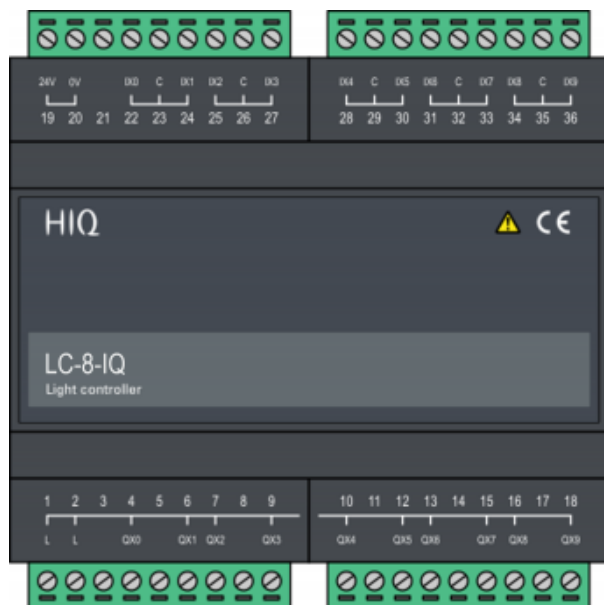 24V 0V IX0 C IX1 IX2 C IX3 IX4 C IX5 IX6 C IX7 IX8 C IX9
19 20 21 22 23 24 25 26 27 28 29 30 31 32 33 34 35 36
HIQ CE
LC-8-IQ
Light controller
1 2 3 4 5 6 7 8 9 10 11 12 13 14 15 16 17 18
L L QX0 QX1 QX2 QX3 QX4 QX5 QX6 QX7 QX8 QX9